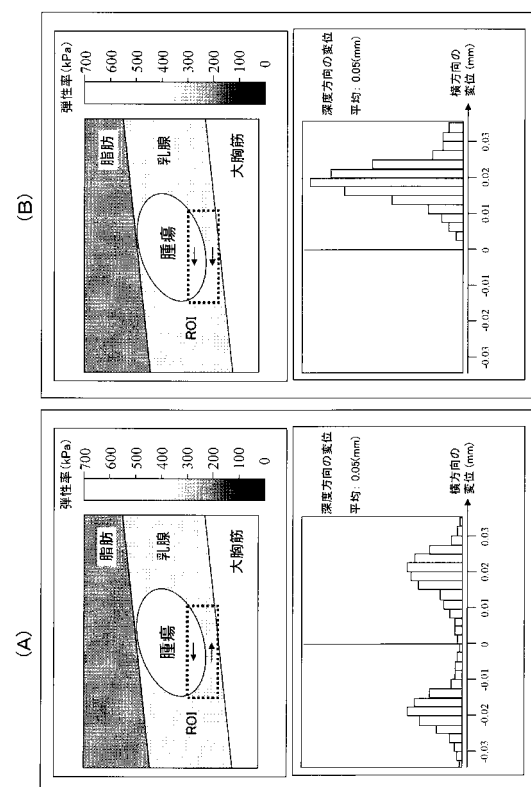 (A)
脂肪
乳腺
大胸筋
腫瘍
ROI
弾性率(kPa)
700
600
500
400
300
200
100
0
深度方向の変位
平均: 0.05(mm)
横方向の
変位 (mm)
-0.03
-0.02
-0.01
0
0.01
0.02
0.03
(B)
脂肪
乳腺
大胸筋
腫瘍
ROI
弾性率(kPa)
700
600
500
400
300
200
100
0
深度方向の変位
平均: 0.05(mm)
横方向の
変位 (mm)
-0.03
-0.02
-0.01
0
0.01
0.02
0.03